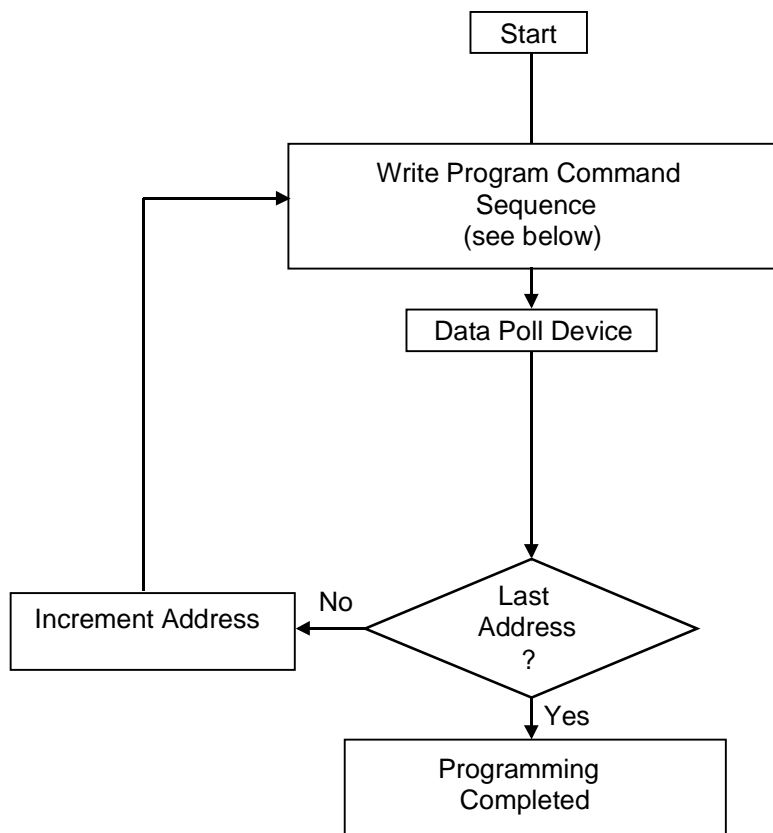 Start
Write Program Command
Sequence
(see below)
Data Poll Device
Last
Address
?
No
Increment Address
Yes
Programming
Completed